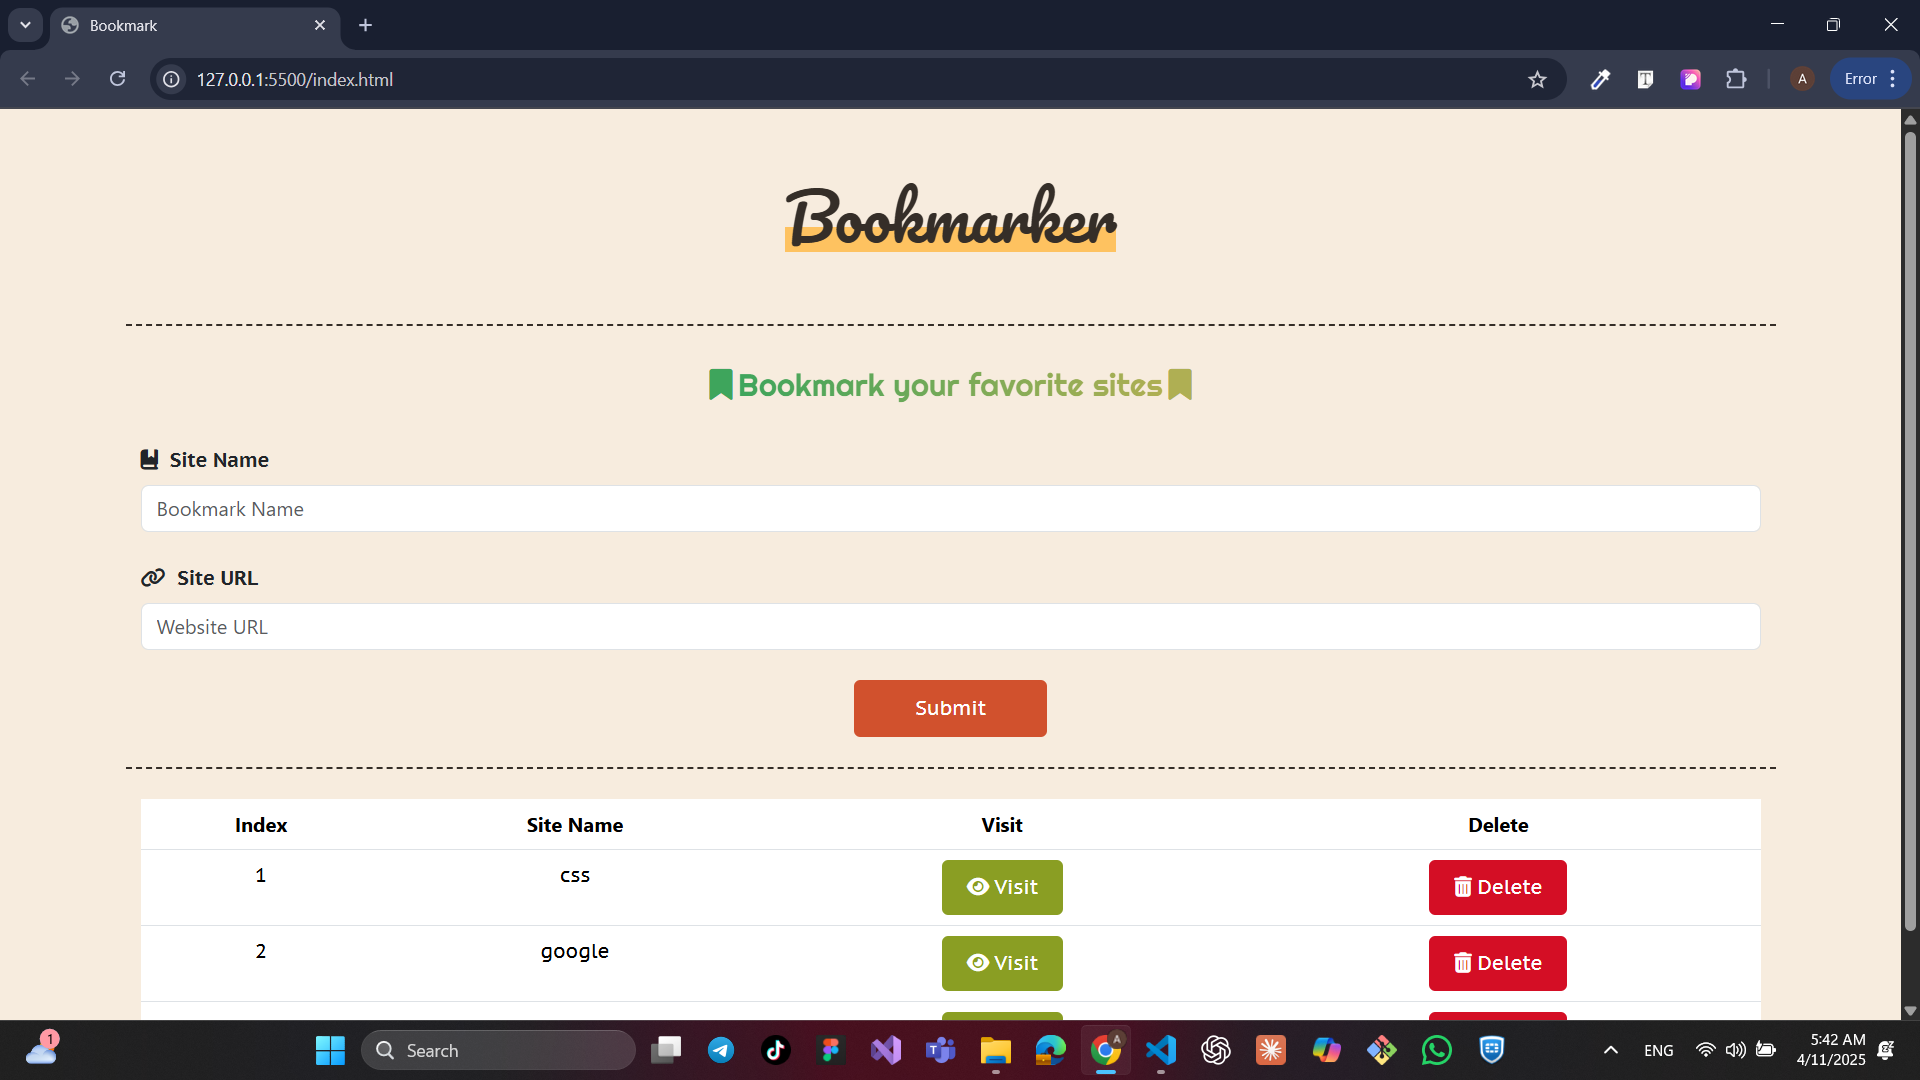 Bookmark
127.0.0.1:5500/index.html
A
Error
Bookmarker
Bookmark your favorite sites
Site Name
Bookmark Name
Site URL
Website URL
Submit
Index Site Name Visit Delete
1 css Visit Delete
2 google Visit Delete
1
Search
A
ENG
5:42 AM
4/11/2025